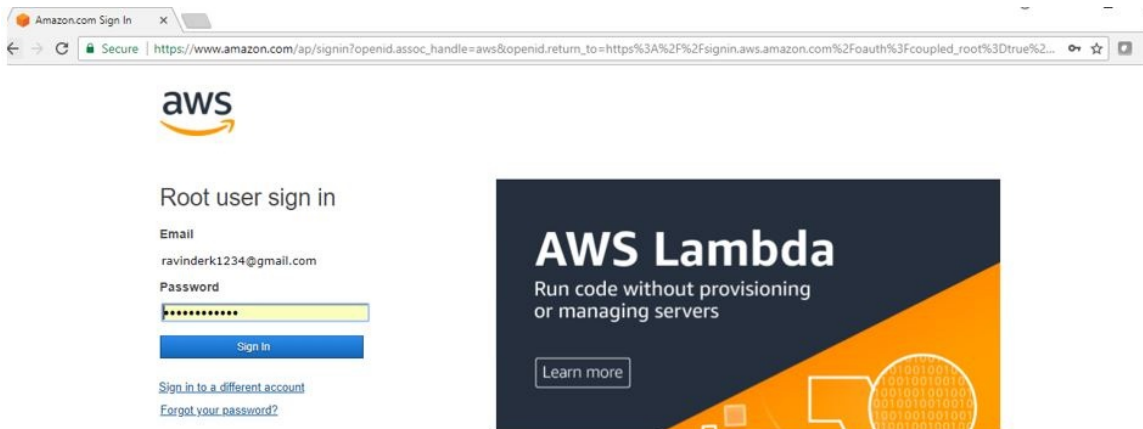 Amazon.com Sign In
Secure | https://www.amazon.com/ap/signin?openid.assoc_handle=aws&openid.return_to=https%3A%2F%2Fsignin.aws.amazon.com%2Foauth%3Fcoupled_root%3Dtrue%2...
aws
Root user sign in
Email
ravinderk1234@gmail.com
Password
••••••••••••
Sign In
Sign in to a different account
Forgot your password?
AWS Lambda
Run code without provisioning
or managing servers
Learn more